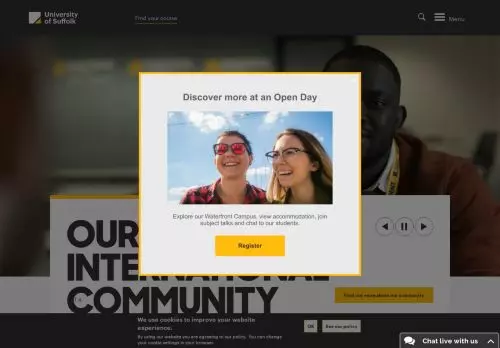 University
of Suffolk
Find your course
Menu
Discover more at an Open Day
Explore our Waterfront Campus, view accommodation, join
subject talks and chat to our students.
Register
OUR
INTERNATIONAL
COMMUNITY
Find out more about our community
We use cookies to improve your website
experience.
By using our website you are agreeing to our policy. You can change
your cookie settings in your browser.
OK
See our policy
Chat live with us